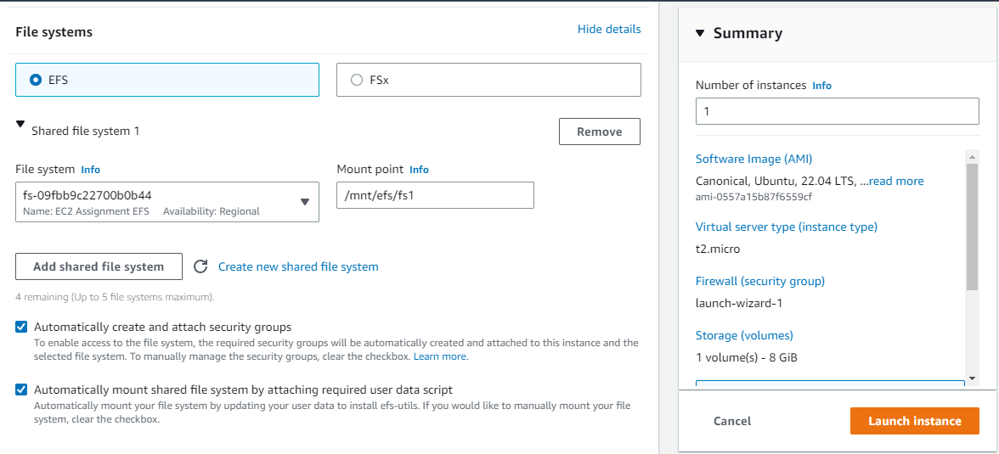 File systems
Hide details
EFS
FSx
Shared file system 1
Remove
File system Info
Mount point Info
fs-09fbb9c22700b0b44
Name: EC2 Assignment EFS Availability: Regional
/mnt/efs/fs1
Add shared file system
Create new shared file system
4 remaining (Up to 5 file systems maximum).
Automatically create and attach security groups
To enable access to the file system, the required security groups will be automatically created and attached to this instance and the
selected file system. To manually manage the security groups, clear the checkbox. Learn more.
Automatically mount shared file system by attaching required user data script
Automatically mount your file system by updating your user data to install efs-utils. If you would like to manually mount your file
system, clear the checkbox.
Summary
Number of instances Info
1
Software Image (AMI)
Canonical, Ubuntu, 22.04 LTS, ...read more
ami-0557a15b87f6559cf
Virtual server type (instance type)
t2.micro
Firewall (security group)
launch-wizard-1
Storage (volumes)
1 volume(s) - 8 GiB
Cancel
Launch instance